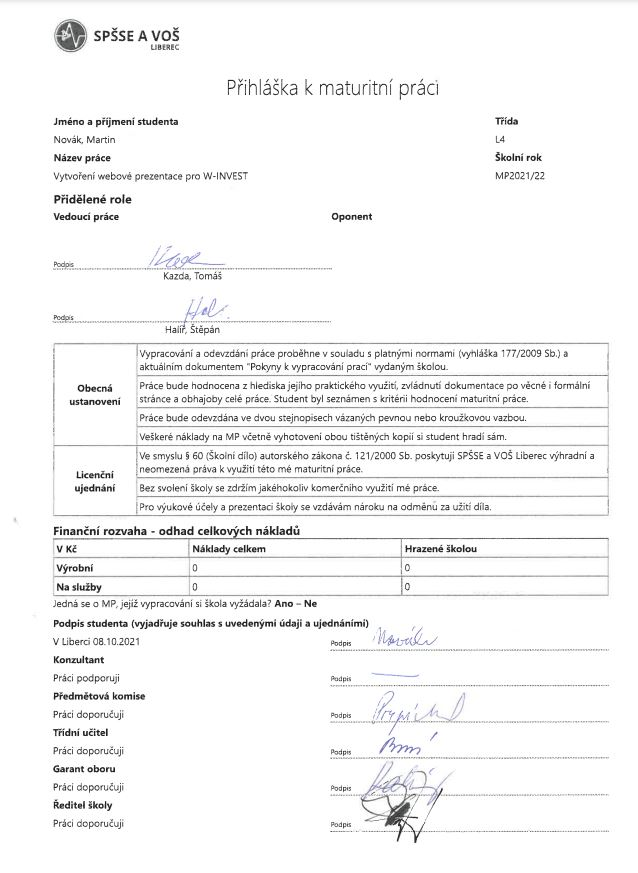 SPŠSE A VOŠ
LIBEREC
Přihláška k maturitní práci
Jméno a příjmení studenta Třída
Novák, Martin L4
Název práce Školní rok
Vytvoření webové prezentace pro W-INVEST MP2021/22
Přidělené role
Vedoucí práce Oponent
Podpis
Kazda, Tomáš
Podpis
Halíř, Štěpán
Obecná ustanovení
Vypracování a odevzdání práce proběhne v souladu s platnými normami (vyhláška 177/2009 Sb.) a
aktuálním dokumentem "Pokyny k vypracování prací" vydaným školou.
Práce bude hodnocena z hlediska jejího praktického využití, zvládnutí dokumentace po věcné i formální
stránce a obhajoby celé práce. Student byl seznámen s kritérii hodnocení maturitní práce.
Práce bude odevzdána ve dvou stejnopisech vázaných pevnou nebo kroužkovou vazbou.
Veškeré náklady na MP včetně vyhotovení obou tištěných kopií si student hradí sám.
Licenční ujednání
Ve smyslu § 60 (Školní dílo) autorského zákona č. 121/2000 Sb. poskytuji SPŠSE a VOŠ Liberec výhradní a
neomezená práva k využití této mé maturitní práce.
Bez svolení školy se zdržím jakéhokoliv komerčního využití mé práce.
Pro výukové účely a prezentaci školy se vzdávám nároku na odměnu za užití díla.
Finanční rozvaha - odhad celkových nákladů
V Kč Náklady celkem Hrazené školou
Výrobní 0 0
Na služby 0 0
Jedná se o MP, jejíž vypracování si škola vyžádala? Ano – Ne
Podpis studenta (vyjadřuje souhlas s uvedenými údaji a ujednáními)
V Liberci 08.10.2021 Podpis Novák
Konzultant
Práci podporuji Podpis
Předmětová komise
Práci doporučuji Podpis
Třídní učitel
Práci doporučuji Podpis
Garant oboru
Práci doporučuji Podpis
Ředitel školy
Práci doporučuji Podpis